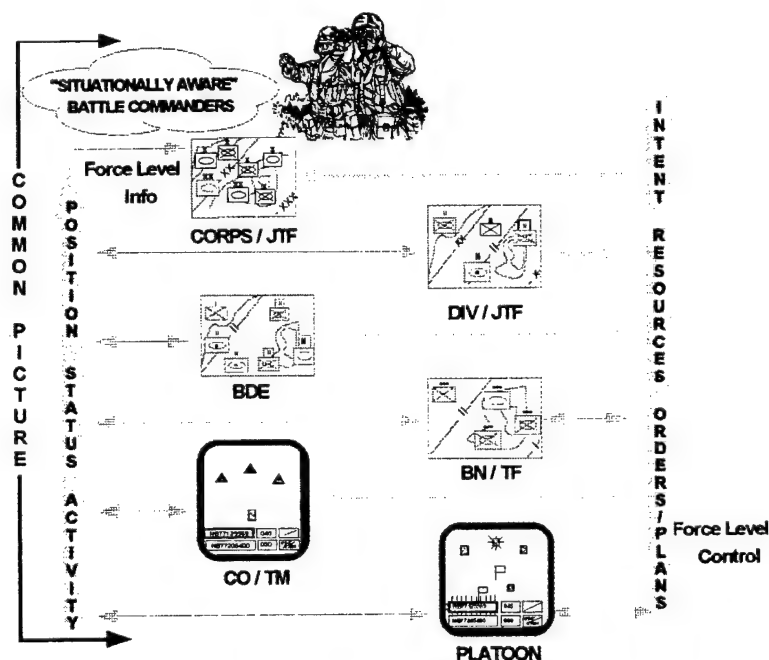 "SITUATIONALLY AWARE"
BATTLE COMMANDERS
Force Level
Info
CORPS / JTF
DIV / JTF
BDE
BN / TF
CO / TM
PLATOON
COMMON PICTURE
POSITION STATUS ACTIVITY
INTENT RESOURCES ORDERS/PLANS
Force Level
Control